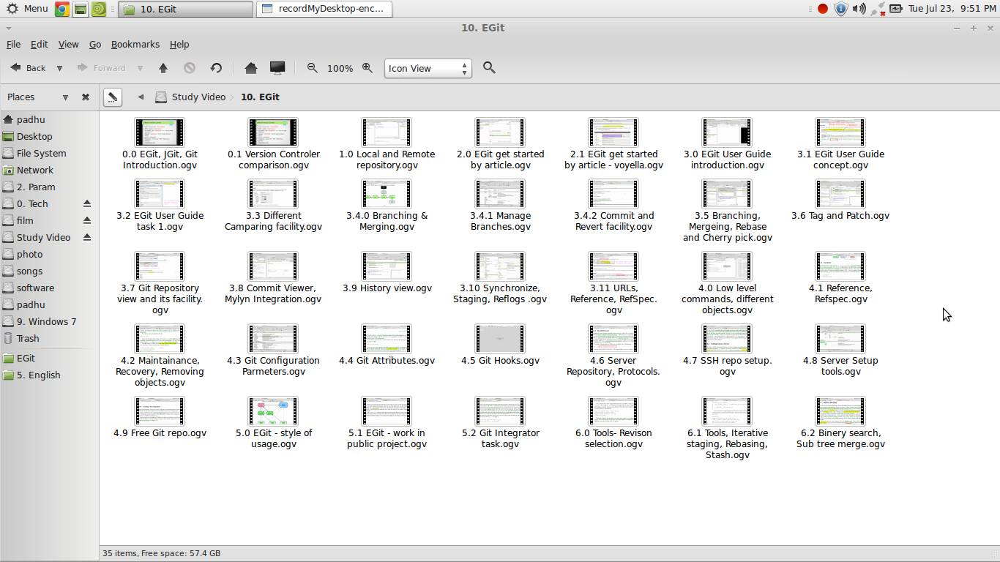 Menu
10. EGit
recordMyDesktop-enc...
Tue Jul 23, 9:51 PM
10. EGit
File Edit View Go Bookmarks Help
Back
Forward
100%
Icon View
Places
Study Video
10. EGit
padhu
Desktop
File System
Network
2. Param
0. Tech
film
Study Video
photo
songs
software
padhu
9. Windows 7
Trash
EGit
5. English
0.0 EGit, JGit, Git
Introduction.ogv
0.1 Version Controler
comparison.ogv
1.0 Local and Remote
repository.ogv
2.0 EGit get started
by article.ogv
2.1 EGit get started
by article - voyella.ogv
3.0 EGit User Guide
introduction.ogv
3.1 EGit User Guide
concept.ogv
3.2 EGit User Guide
task 1.ogv
3.3 Different
Camparing facility.ogv
3.4.0 Branching &
Merging.ogv
3.4.1 Manage
Branches.ogv
3.4.2 Commit and
Revert facility.ogv
3.5 Branching,
Mergeing, Rebase
and Cherry pick.ogv
3.6 Tag and Patch.ogv
3.7 Git Repository
view and its facility.
ogv
3.8 Commit Viewer,
Mylyn Integration.ogv
3.9 History view.ogv
3.10 Synchronize,
Staging, Reflogs .ogv
3.11 URLs,
Reference, RefSpec.
ogv
4.0 Low level
commands, different
objects.ogv
4.1 Reference,
Refspec.ogv
4.2 Maintainance,
Recovery, Removing
objects.ogv
4.3 Git Configuration
Parmeters.ogv
4.4 Git Attributes.ogv
4.5 Git Hooks.ogv
4.6 Server
Repository, Protocols.
ogv
4.7 SSH repo setup.
ogv
4.8 Server Setup
tools.ogv
4.9 Free Git repo.ogv
5.0 EGit - style of
usage.ogv
5.1 EGit - work in
public project.ogv
5.2 Git Integrator
task.ogv
6.0 Tools- Revison
selection.ogv
6.1 Tools, Iterative
staging, Rebasing,
Stash.ogv
6.2 Binery search,
Sub tree merge.ogv
35 items, Free space: 57.4 GB